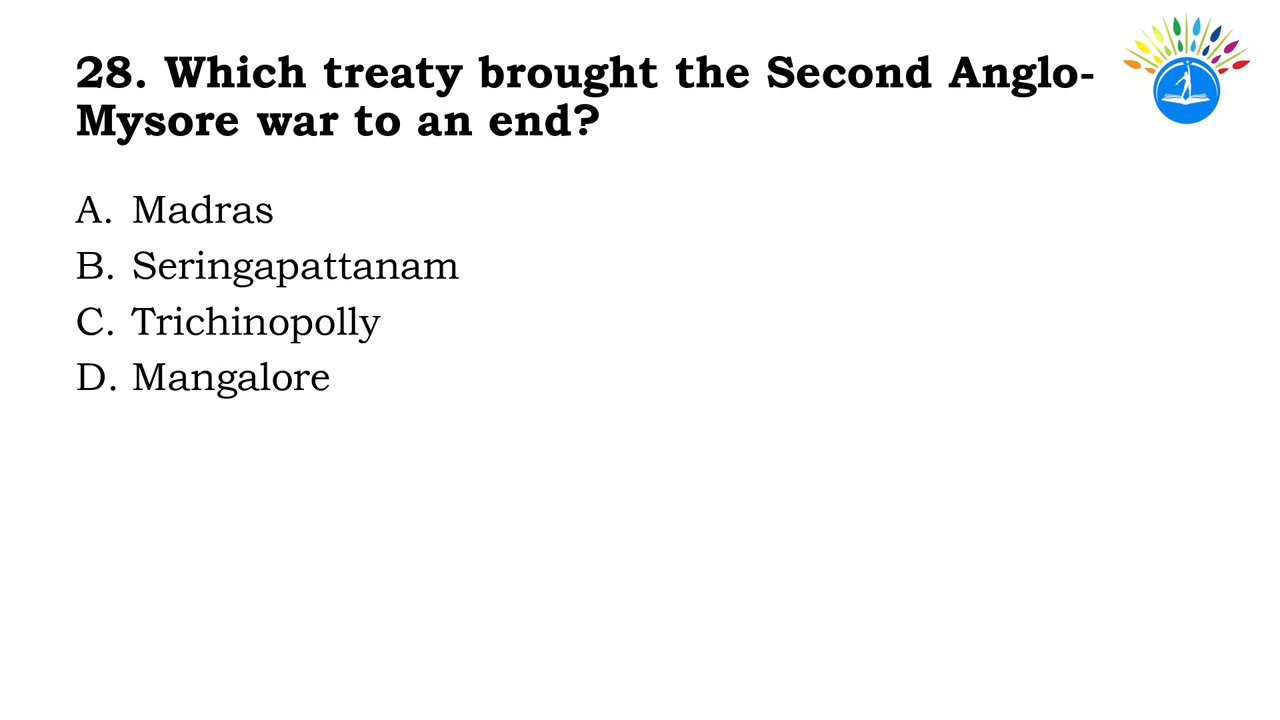 28. Which treaty brought the Second Anglo-
Mysore war to an end?
A. Madras
B. Seringapattanam
C. Trichinopolly
D. Mangalore